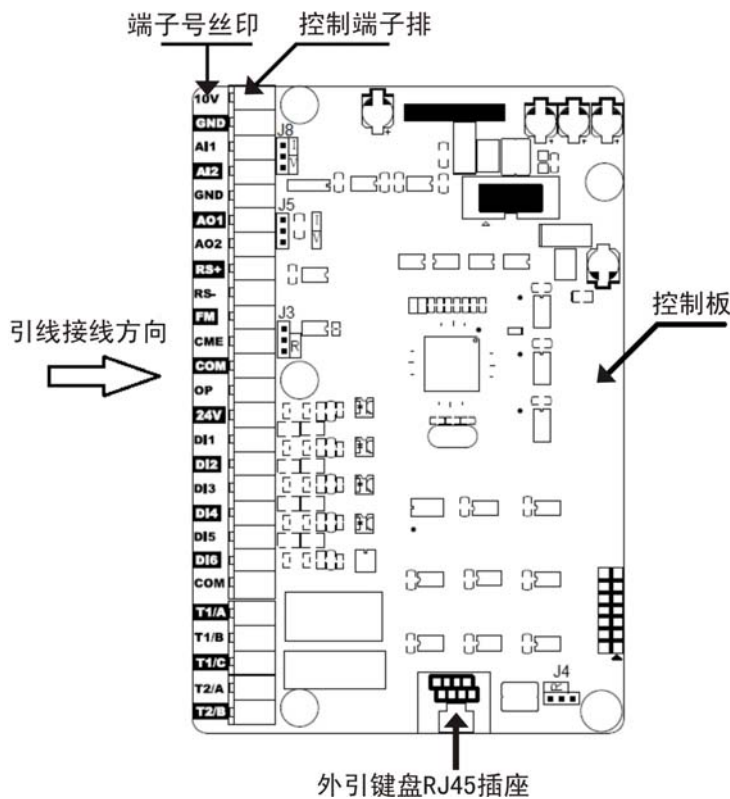 端子号丝印
控制端子排
10V
GND
J8
AI1
I
V
AI2
GND
J5
AO1
I
V
AO2
RS+
RS-
FM
J3
CME
R
COM
OP
24V
DI1
DI2
DI3
DI4
DI5
DI6
COM
T1/A
T1/B
T1/C
T2/A
T2/B
引线接线方向
控制板
J4
R
外引键盘RJ45插座